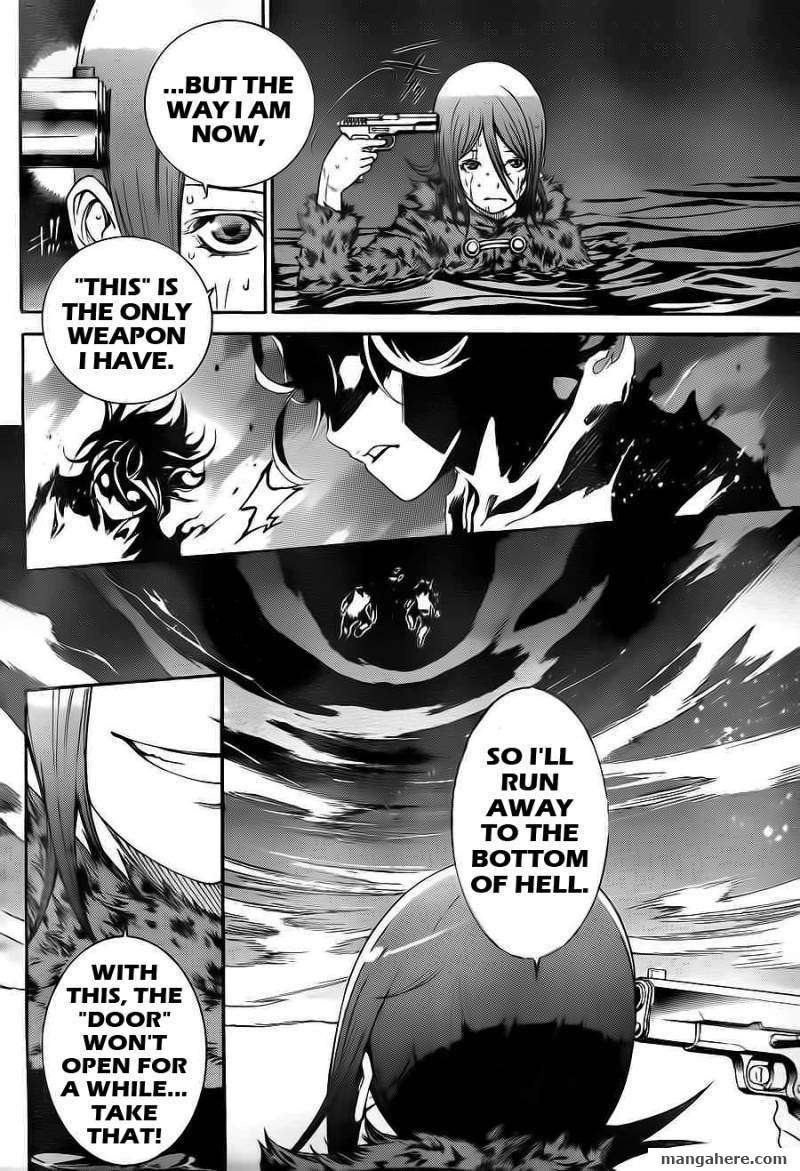 ...BUT THE
WAY I AM
NOW,
"THIS" IS
THE ONLY
WEAPON
I HAVE.
SO I'LL
RUN
AWAY
TO THE
BOTTOM
OF HELL.
WITH
THIS, THE
"DOOR"
WON'T
OPEN FOR
A WHILE...
TAKE
THAT!
mangahere.com